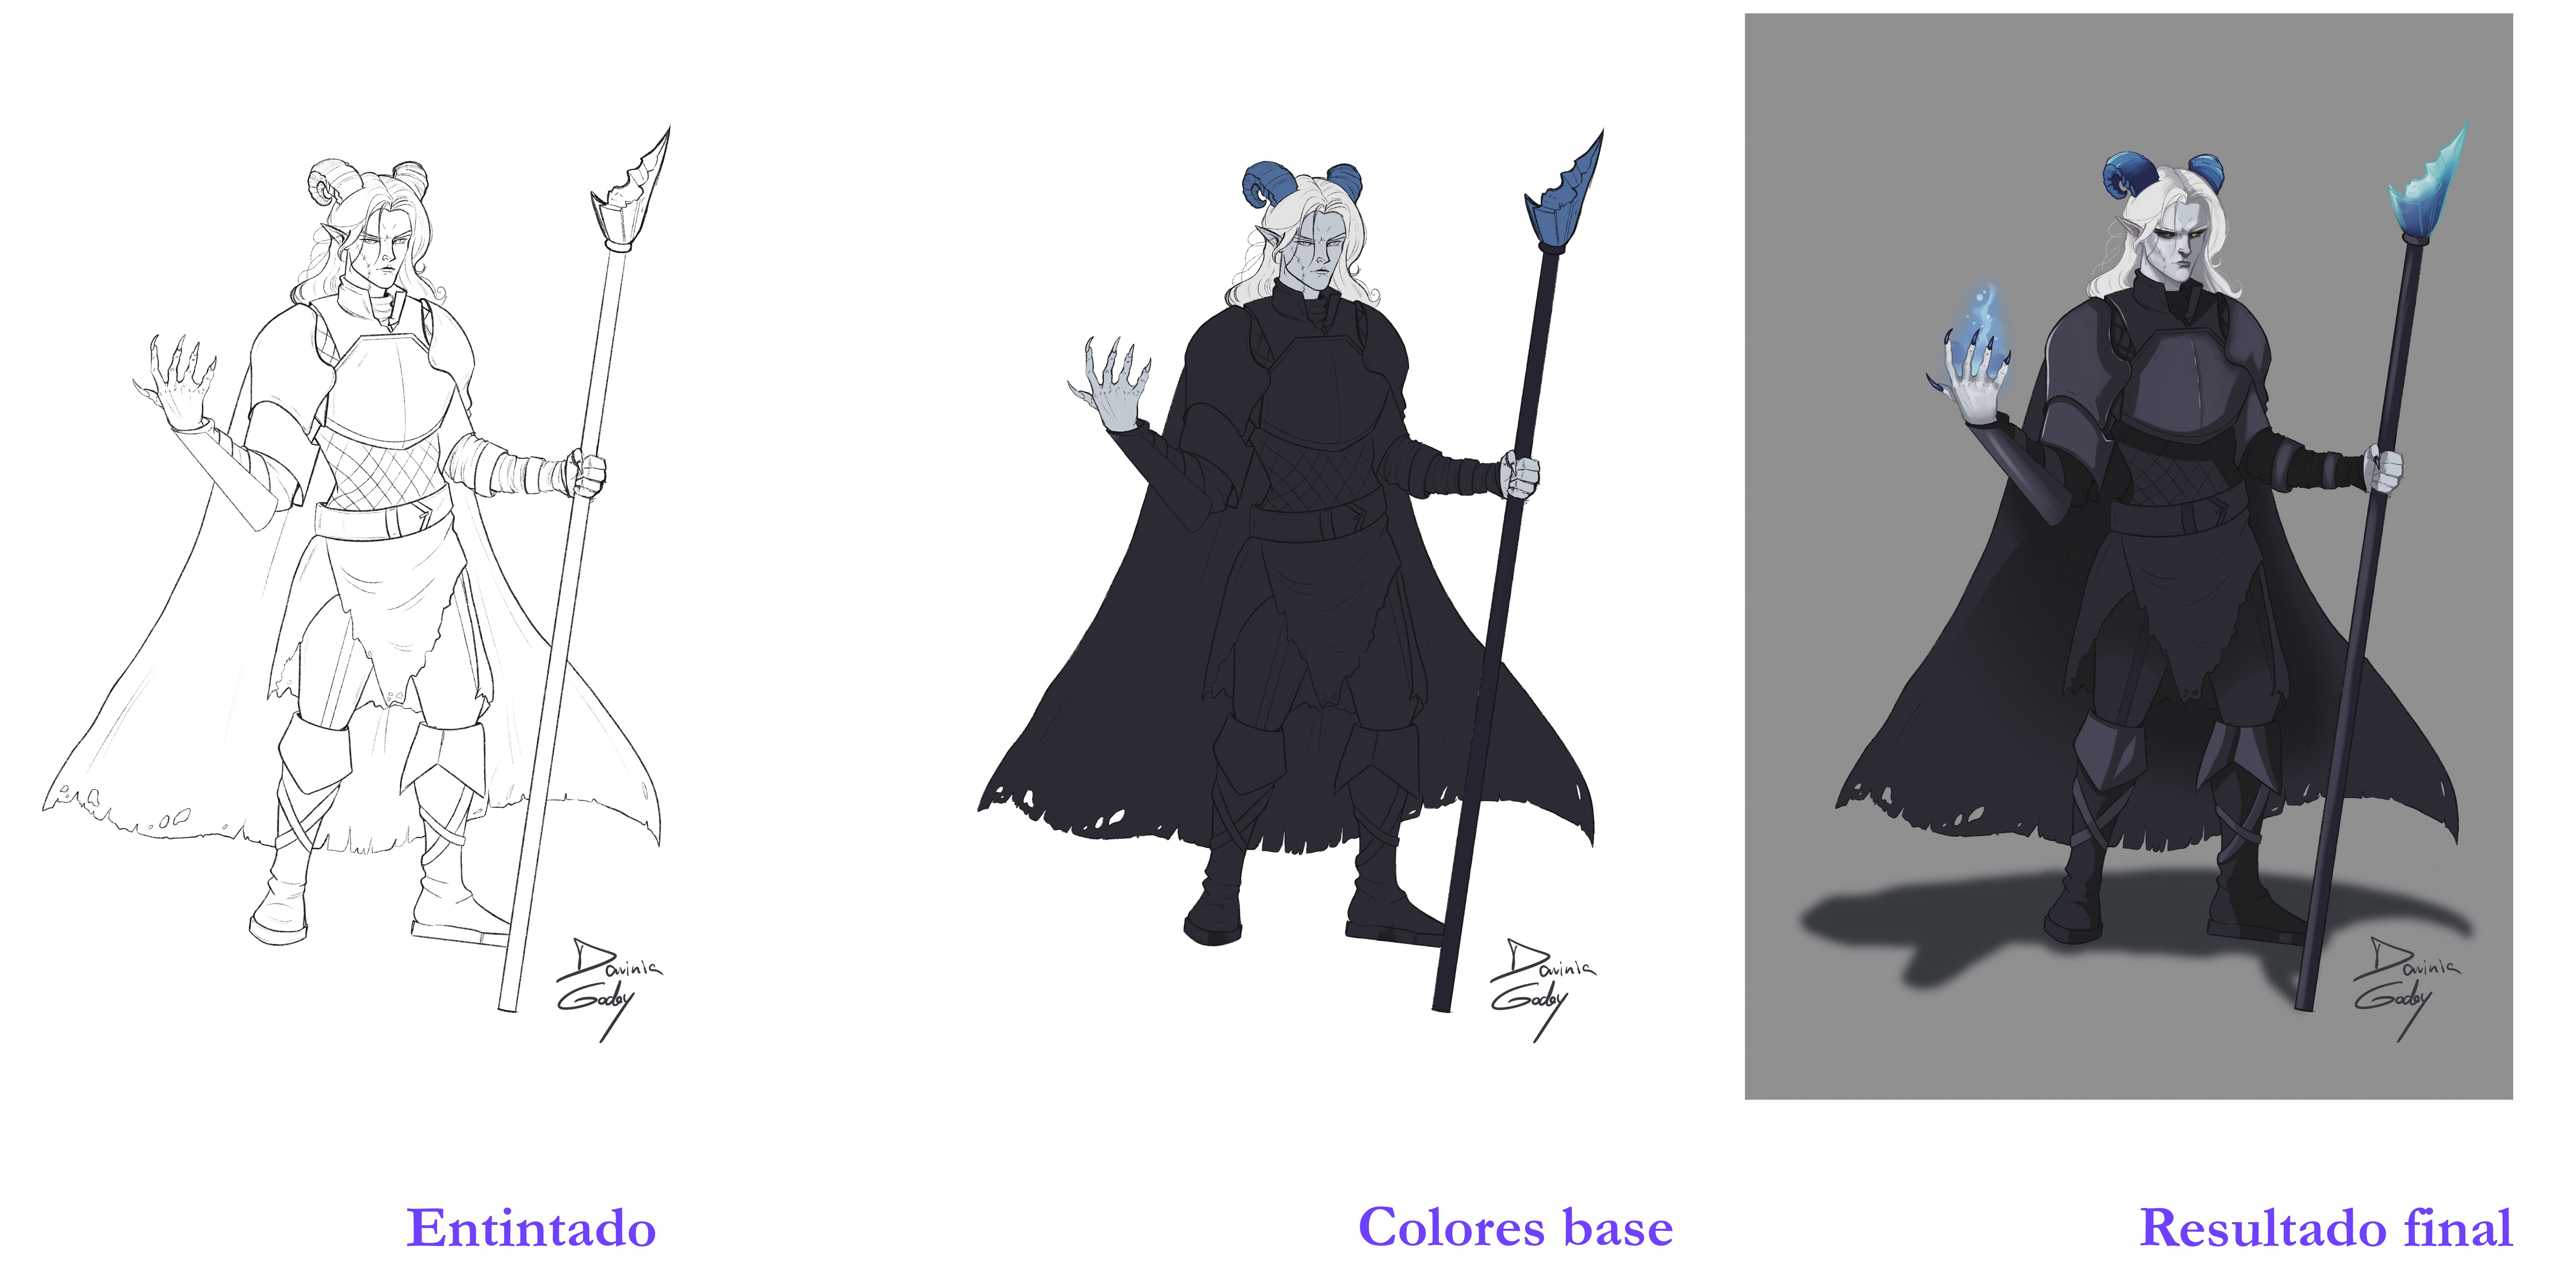 Davinia
Godoy
Davinia
Godoy
Davinia
Godoy
Entintado
Colores base
Resultado final